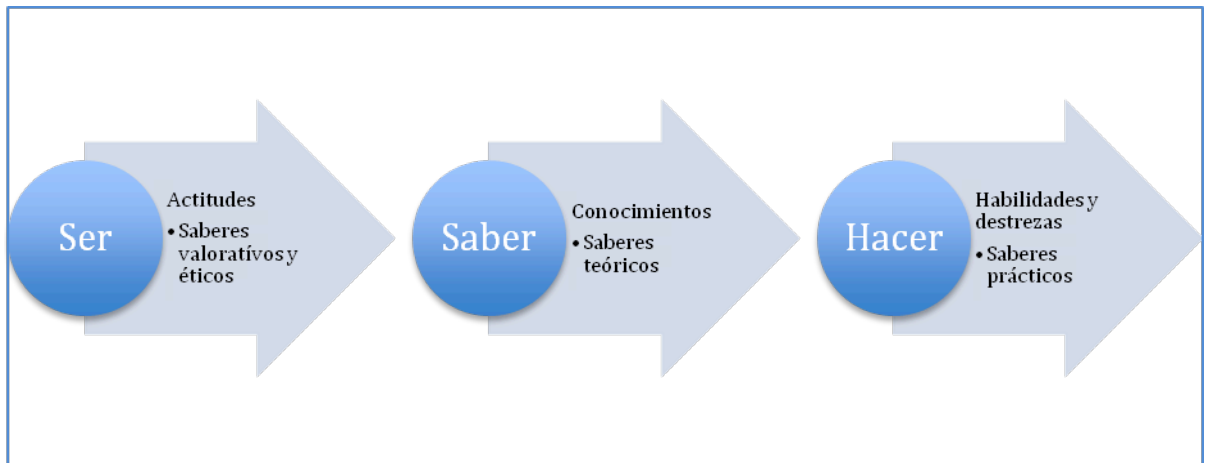 Ser
Actitudes
• Saberes
valoratívos y
éticos
Saber
Conocimientos
• Saberes
teóricos
Hacer
Habilidades y
destrezas
• Saberes
prácticos